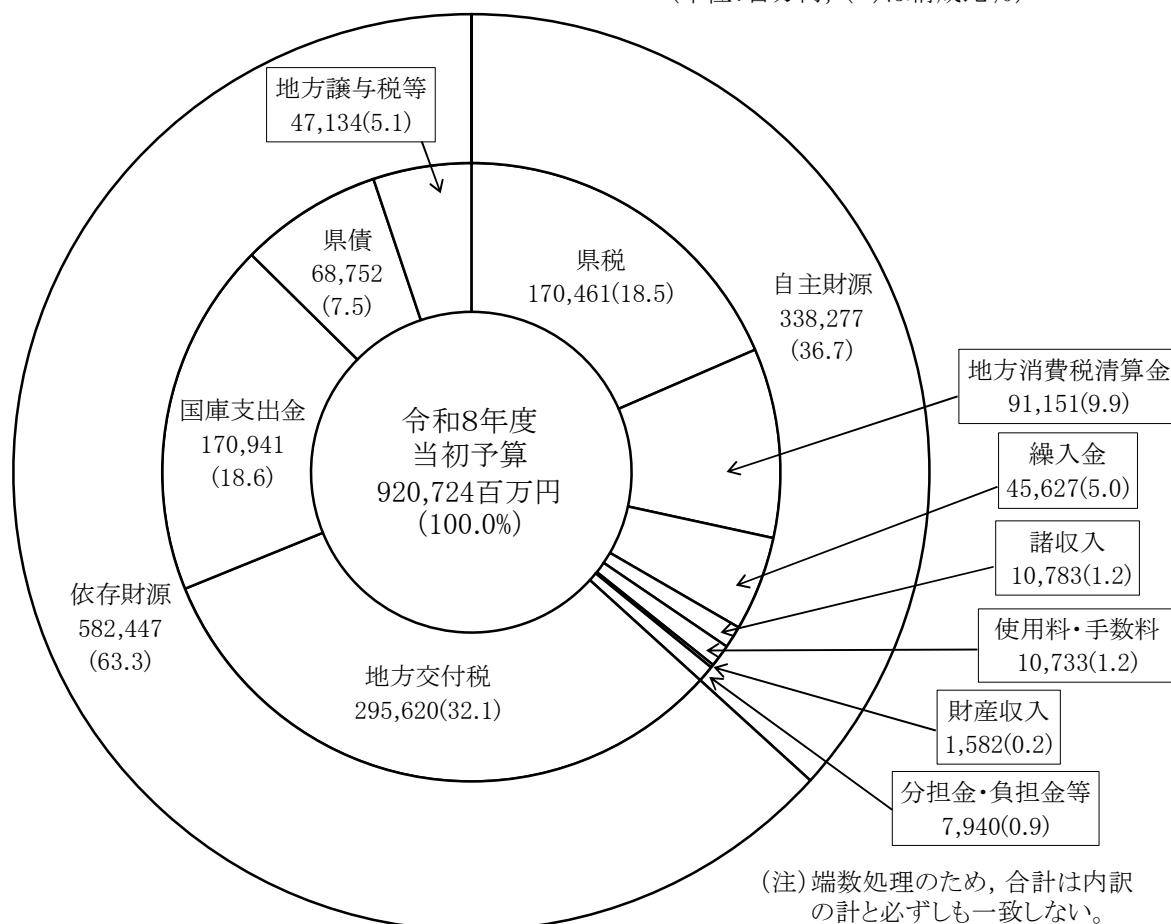 地方譲与税等
47,134(5.1)
県債
68,752
(7.5)
県税
170,461(18.5)
自主財源
338,277
(36.7)
地方消費税清算金
91,151(9.9)
国庫支出金
170,941
(18.6)
令和8年度
当初予算
920,724百万円
(100.0%)
繰入金
45,627(5.0)
諸収入
10,783(1.2)
依存財源
582,447
(63.3)
使用料・手数料
10,733(1.2)
地方交付税
295,620(32.1)
財産収入
1,582(0.2)
分担金・負担金等
7,940(0.9)
(注)端数処理のため，合計は内訳
の計と必ずしも一致しない。